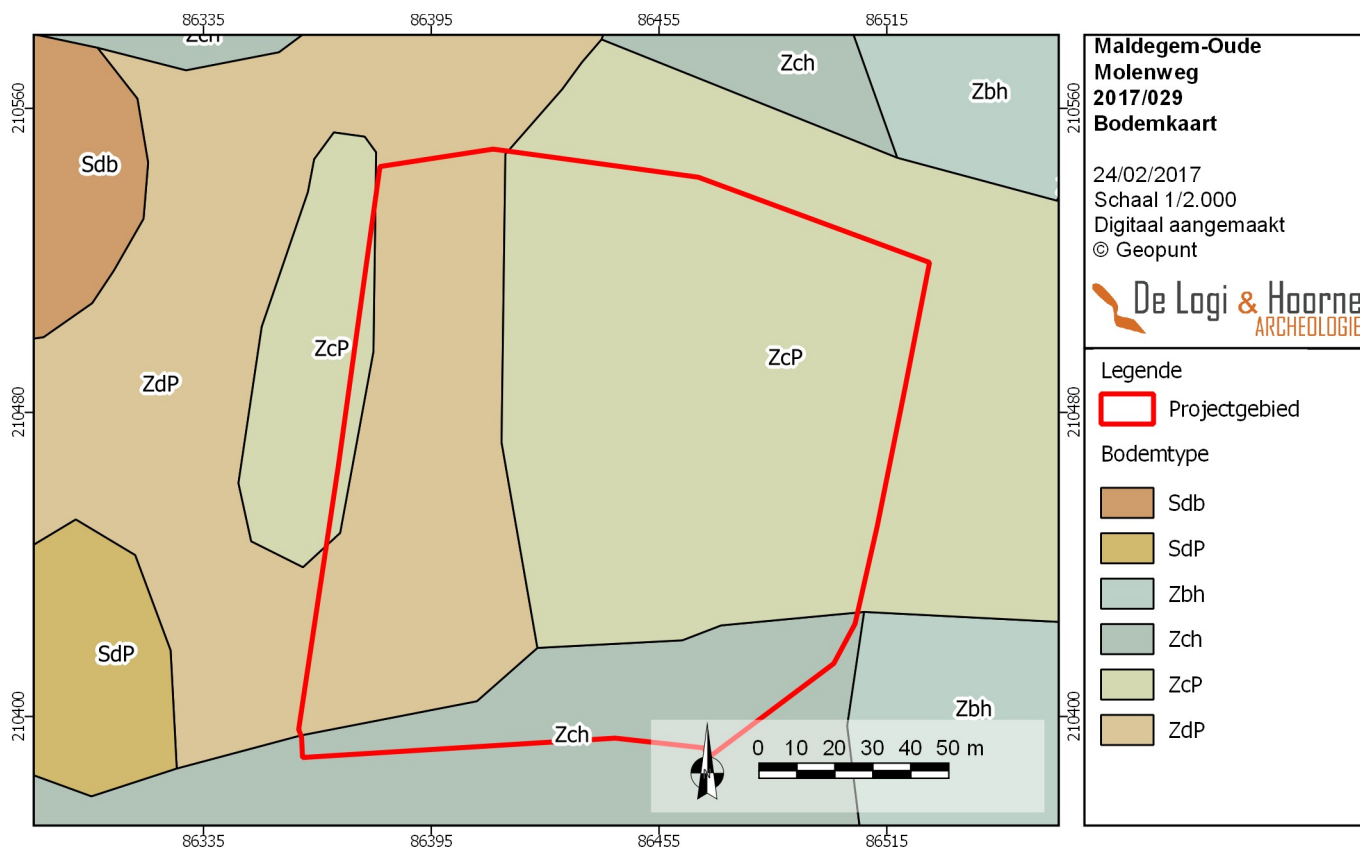 86335
86395
86455
86515
Zch
Zch
Zbh
210560
210560
Sdb
ZcP
ZcP
ZdP
210480
210480
SdP
Zbh
210400
210400
Zch
0 10 20 30 40 50 m
N
86335
86395
86455
86515
Maldegem-Oude
Molenweg
2017/029
Bodemkaart
24/02/2017
Schaal 1/2.000
Digitaal aangemaakt
© Geopunt
De Logi & Hoorne
ARCHEOLOGIE
Legende
Projectgebied
Bodemtype
Sdb
SdP
Zbh
Zch
ZcP
ZdP